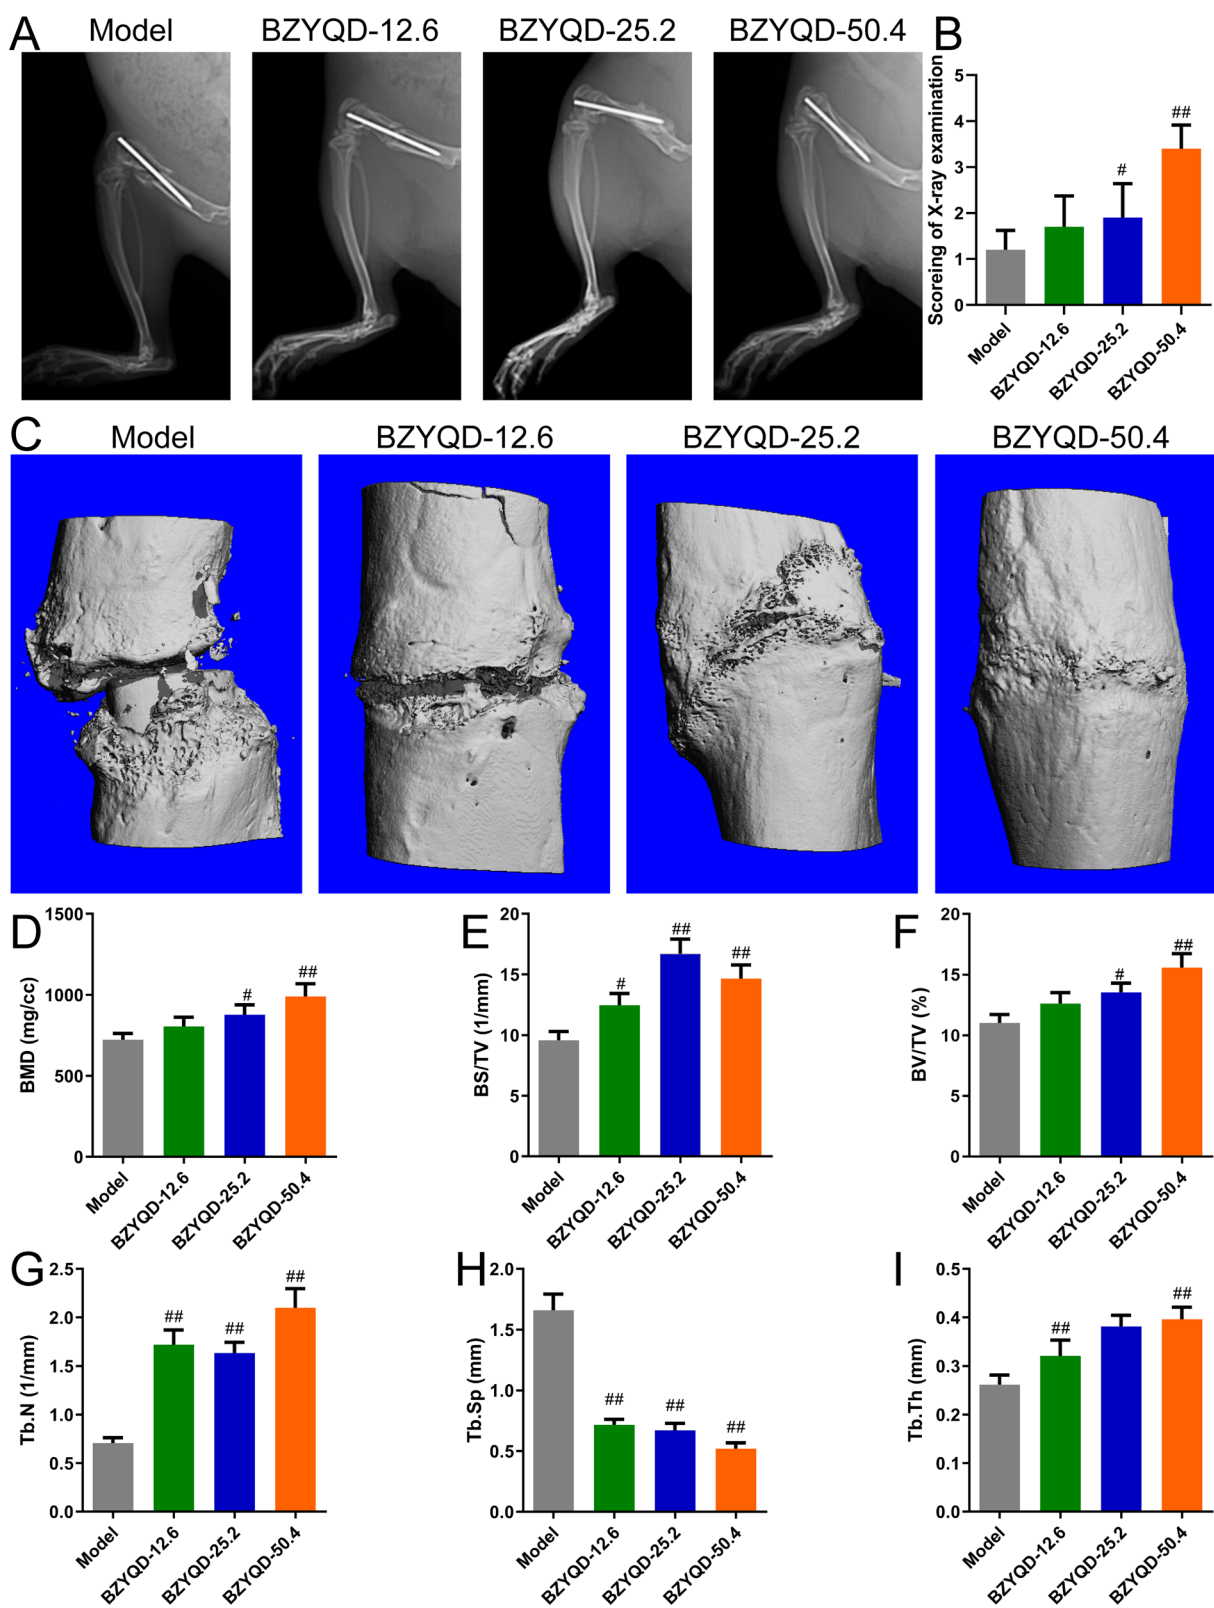 A
Model
BZYQD-12.6
BZYQD-25.2
BZYQD-50.4
B
Scoreing of X-ray examination
5
4
3
2
1
0
#
##
Model
BZYQD-12.6
BZYQD-25.2
BZYQD-50.4
C
Model
BZYQD-12.6
BZYQD-25.2
BZYQD-50.4
D
BMD (mg/cc)
1500
1000
500
0
#
##
Model
BZYQD-12.6
BZYQD-25.2
BZYQD-50.4
E
BS/TV (1/mm)
20
15
10
5
0
#
##
##
Model
BZYQD-12.6
BZYQD-25.2
BZYQD-50.4
F
BV/TV (%)
20
15
10
5
0
#
##
Model
BZYQD-12.6
BZYQD-25.2
BZYQD-50.4
G
Tb.N (1/mm)
2.5
2.0
1.5
1.0
0.5
0.0
##
##
##
Model
BZYQD-12.6
BZYQD-25.2
BZYQD-50.4
H
Tb.Sp (mm)
2.0
1.5
1.0
0.5
0.0
##
##
##
Model
BZYQD-12.6
BZYQD-25.2
BZYQD-50.4
I
Tb.Th (mm)
0.5
0.4
0.3
0.2
0.1
0.0
##
##
Model
BZYQD-12.6
BZYQD-25.2
BZYQD-50.4